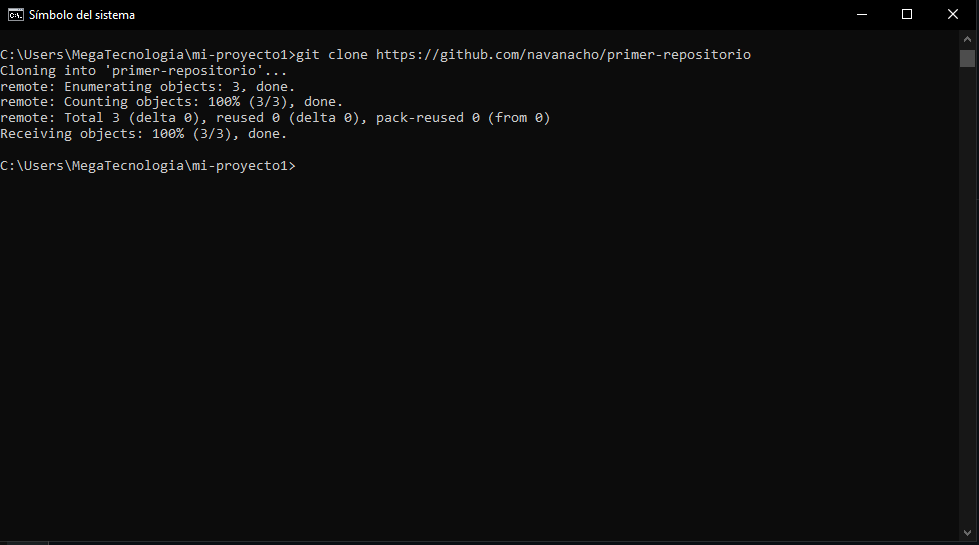 Símbolo del sistema
C:\Users\MegaTecnologia\mi-proyecto1>git clone https://github.com/navanacho/primer-repositorio
Cloning into 'primer-repositorio'...
remote: Enumerating objects: 3, done.
remote: Counting objects: 100% (3/3), done.
remote: Total 3 (delta 0), reused 0 (delta 0), pack-reused 0 (from 0)
Receiving objects: 100% (3/3), done.
C:\Users\MegaTecnologia\mi-proyecto1>